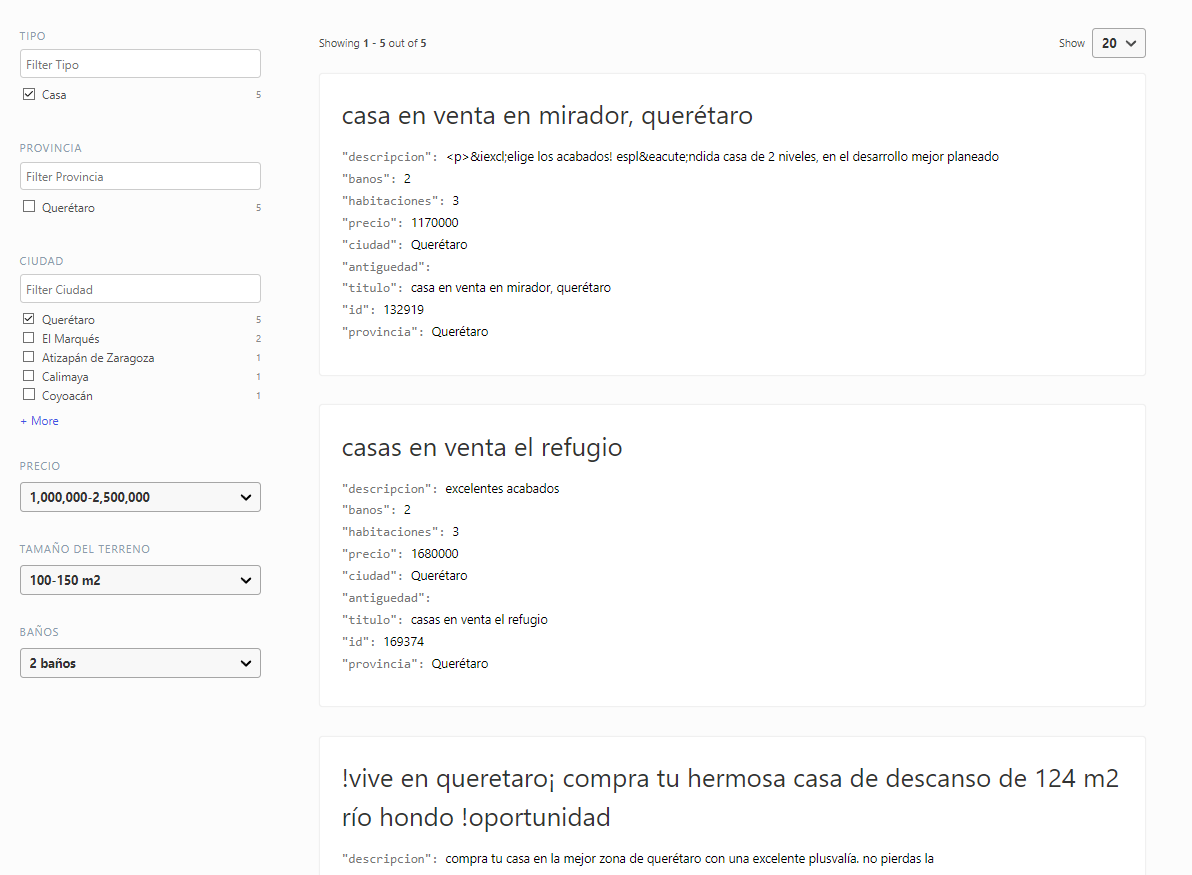 TIPO
Filter Tipo
Casa 5
PROVINCIA
Filter Provincia
Querétaro 5
CIUDAD
Filter Ciudad
Querétaro 5
El Marqués 2
Atizapán de Zaragoza 1
Calimaya 1
Coyoacán 1
+ More
PRECIO
1,000,000-2,500,000
TAMAÑO DEL TERRENO
100-150 m2
BAÑOS
2 baños
Showing 1 - 5 out of 5
Show 20
casa en venta en mirador, querétaro
"descripcion": <p>&iexcl;elige los acabados! espl&eacute;ndida casa de 2 niveles, en el desarrollo mejor planeado
"banos": 2
"habitaciones": 3
"precio": 1170000
"ciudad": Querétaro
"antiguedad":
"titulo": casa en venta en mirador, querétaro
"id": 132919
"provincia": Querétaro
casas en venta el refugio
"descripcion": excelentes acabados
"banos": 2
"habitaciones": 3
"precio": 1680000
"ciudad": Querétaro
"antiguedad":
"titulo": casas en venta el refugio
"id": 169374
"provincia": Querétaro
!vive en queretaro¡ compra tu hermosa casa de descanso de 124 m2
río hondo !oportunidad
"descripcion": compra tu casa en la mejor zona de querétaro con una excelente plusvalía. no pierdas la